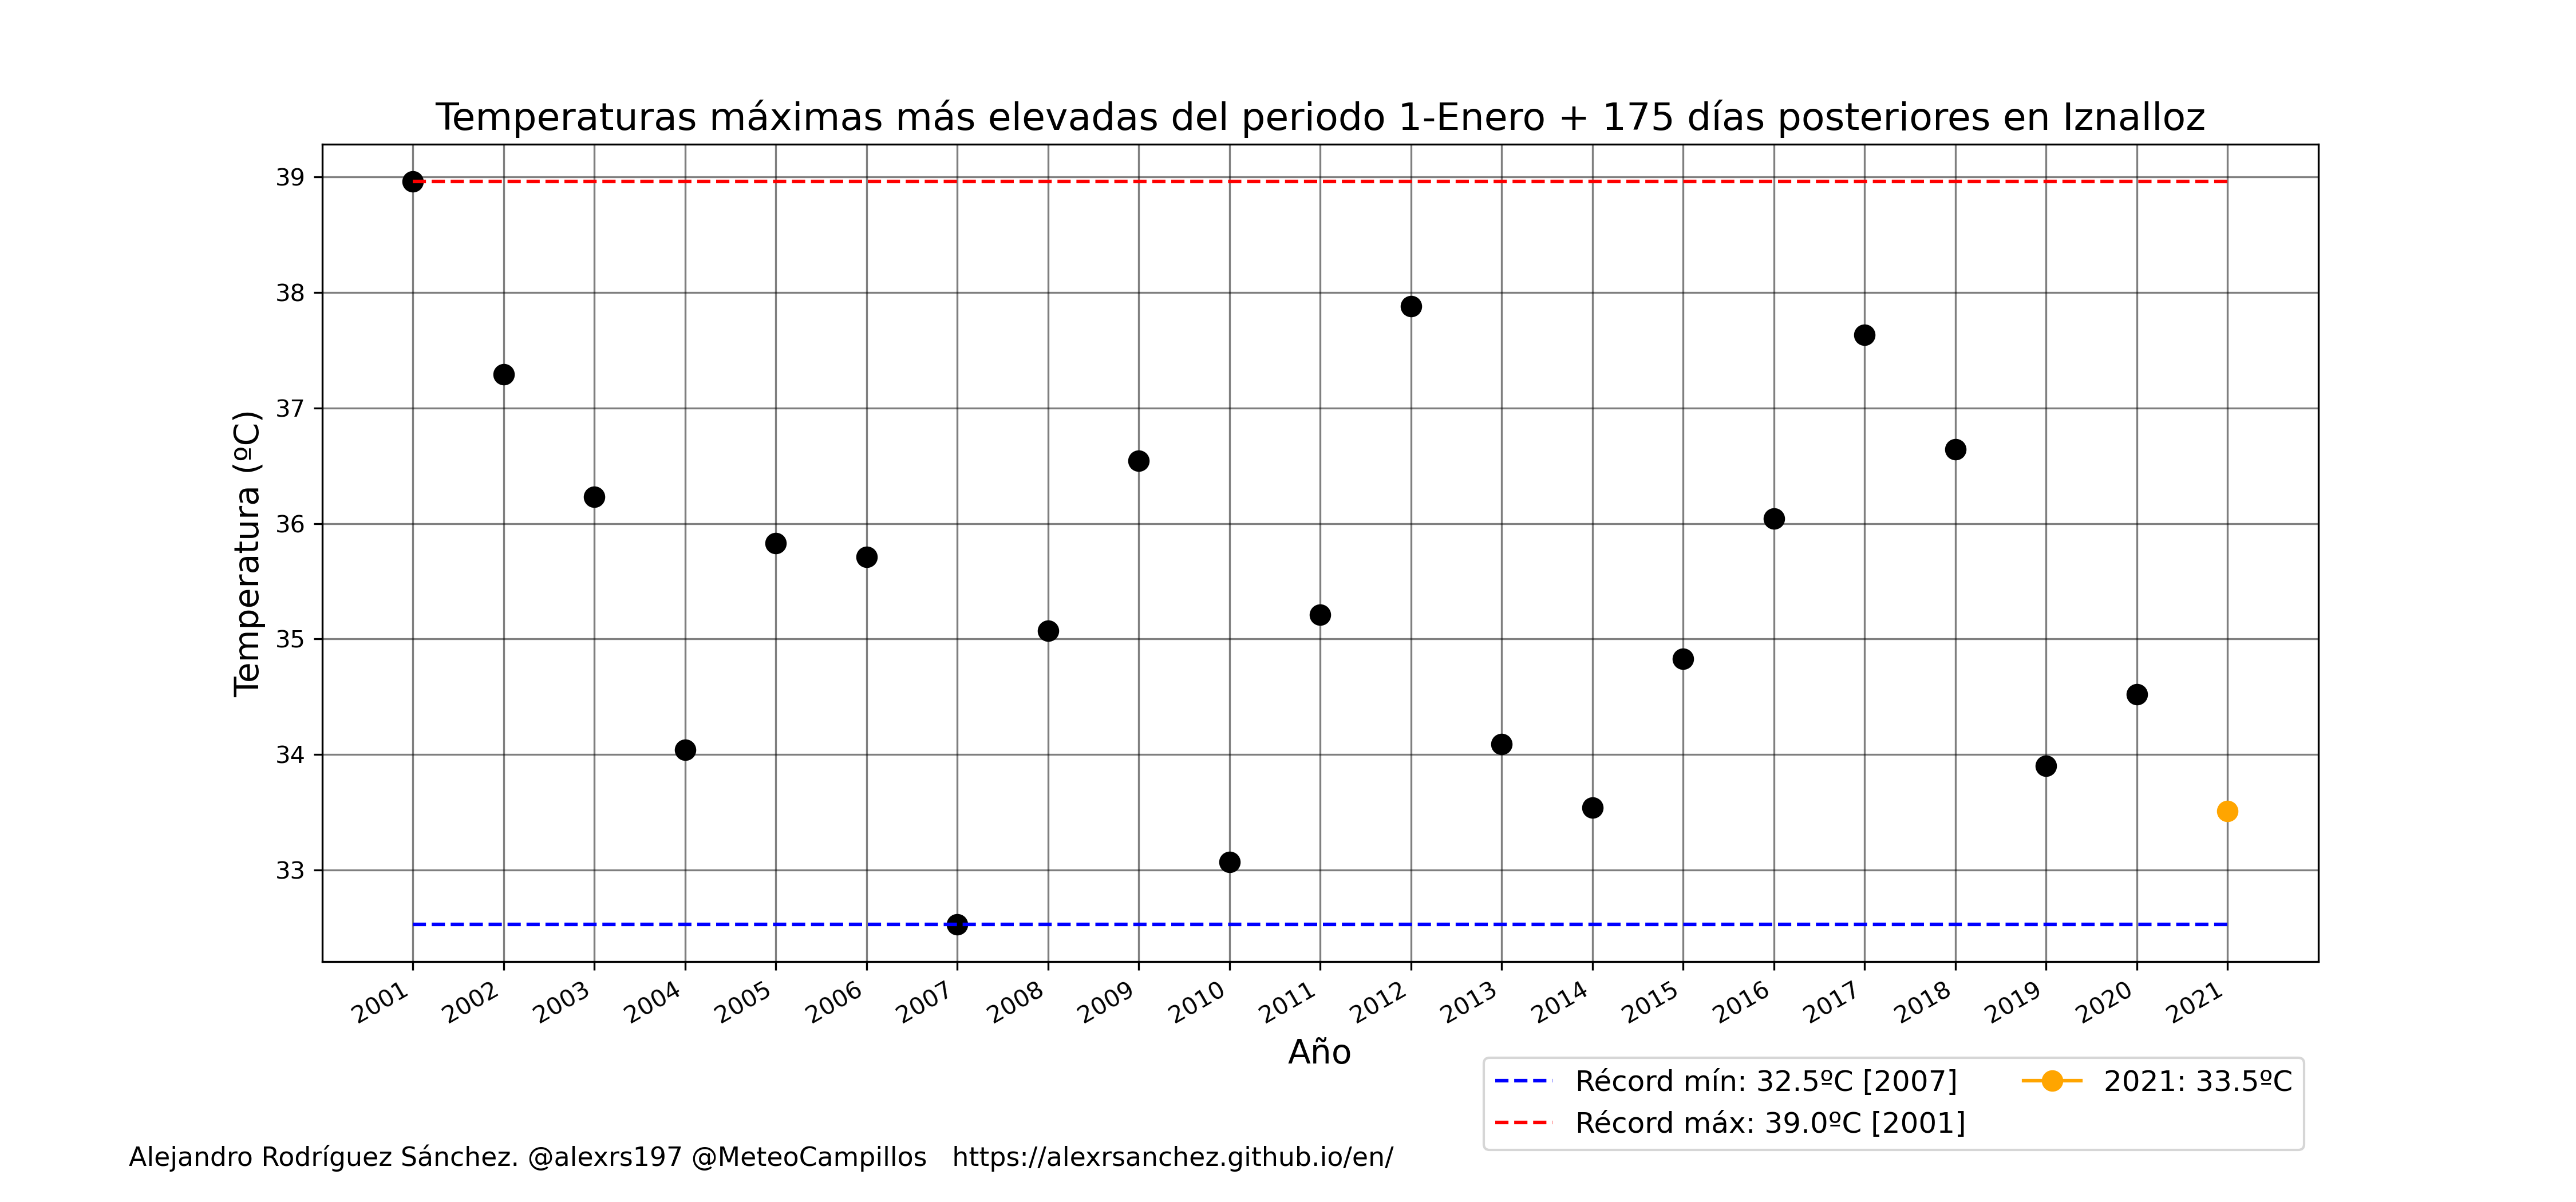 Temperaturas máximas más elevadas del periodo 1-Enero + 175 días posteriores en Iznalloz
39
38
37
36
35
34
33
Temperatura (ºC)
2001 2002 2003 2004 2005 2006 2007 2008 2009 2010 2011 2012 2013 2014 2015 2016 2017 2018 2019 2020 2021
Año
Récord mín: 32.5ºC [2007]
Récord máx: 39.0ºC [2001]
2021: 33.5ºC
Alejandro Rodríguez Sánchez. @alexrs197 @MeteoCampillos https://alexrsanchez.github.io/en/